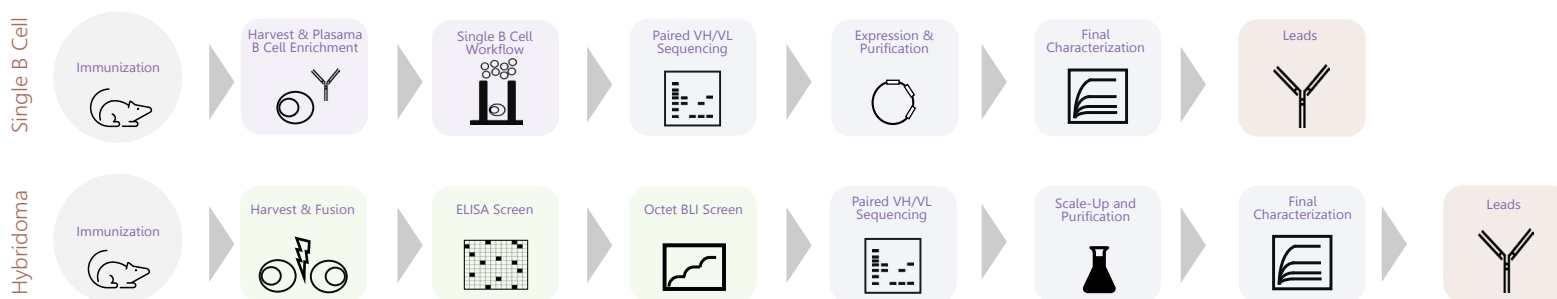 Single B Cell
Immunization
Harvest & Plasama
B Cell Enrichment
Single B Cell
Workflow
Paired VH/VL
Sequencing
Expression &
Purification
Final
Characterization
Leads
Hybridoma
Immunization
Harvest & Fusion
ELISA Screen
Octet BLI Screen
Paired VH/VL
Sequencing
Scale-Up and
Purification
Final
Characterization
Leads